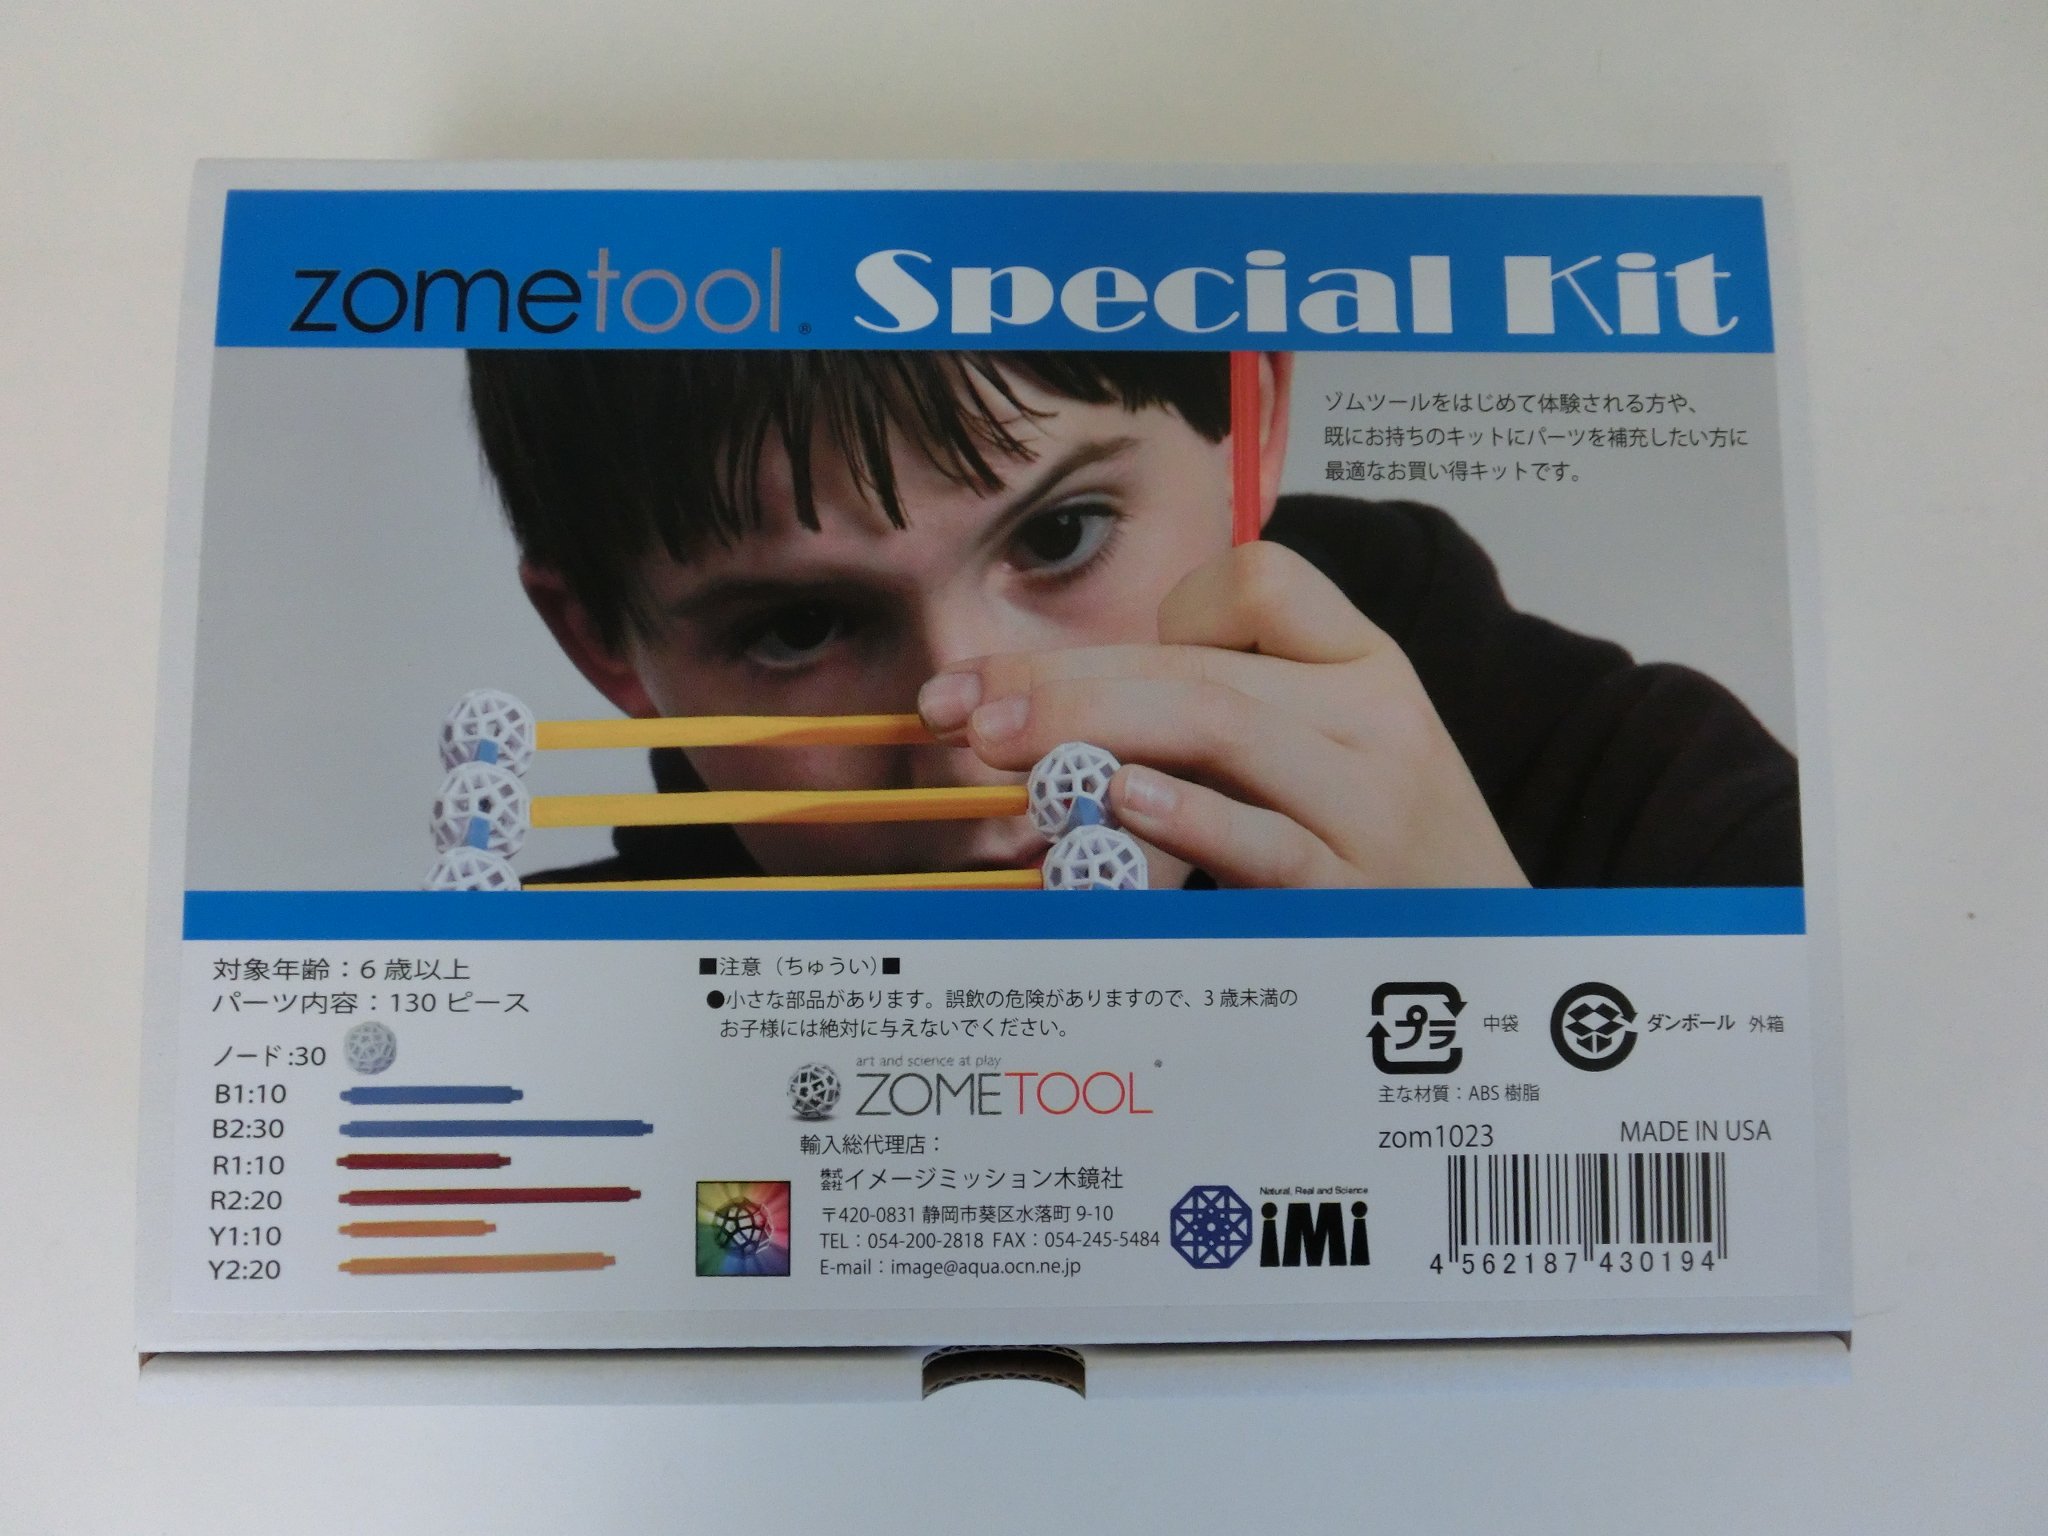 zometool® Special Kit
ゾムツールをはじめて体験される方や、
既にお持ちのキットにパーツを補充したい方に
最適なお買い得キットです。
対象年齢：6 歳以上
パーツ内容：130 ピース
ノード:30
B1:10
B2:30
R1:10
R2:20
Y1:10
Y2:20
■注意（ちゅうい）■
●小さな部品があります。誤飲の危険がありますので、3 歳未満の
お子様には絶対に与えないでください。
art and science at play
ZOMETOOL®
輸入総代理店：
株式会社イメージミッション木鏡社
〒420-0831 静岡市葵区水落町 9-10
TEL：054-200-2818 FAX：054-245-5484
E-mail：image@aqua.ocn.ne.jp
Natural, Real and Science
iMi
プラ 中袋
ダンボール 外箱
主な材質：ABS 樹脂
zom1023 MADE IN USA
4 562187 430194